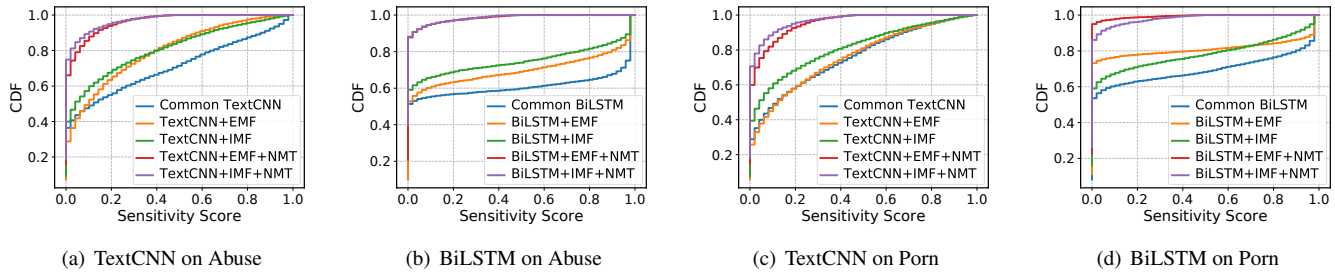 CDF
1.0
0.8
0.6
0.4
0.2
Common TextCNN
TextCNN+EMF
TextCNN+IMF
TextCNN+EMF+NMT
TextCNN+IMF+NMT
0.0 0.2 0.4 0.6 0.8 1.0
Sensitivity Score
(a) TextCNN on Abuse
CDF
1.0
0.8
0.6
0.4
0.2
Common BiLSTM
BiLSTM+EMF
BiLSTM+IMF
BiLSTM+EMF+NMT
BiLSTM+IMF+NMT
0.0 0.2 0.4 0.6 0.8 1.0
Sensitivity Score
(b) BiLSTM on Abuse
CDF
1.0
0.8
0.6
0.4
0.2
Common TextCNN
TextCNN+EMF
TextCNN+IMF
TextCNN+EMF+NMT
TextCNN+IMF+NMT
0.0 0.2 0.4 0.6 0.8 1.0
Sensitivity Score
(c) TextCNN on Porn
CDF
1.0
0.8
0.6
0.4
0.2
Common BiLSTM
BiLSTM+EMF
BiLSTM+IMF
BiLSTM+EMF+NMT
BiLSTM+IMF+NMT
0.0 0.2 0.4 0.6 0.8 1.0
Sensitivity Score
(d) BiLSTM on Porn